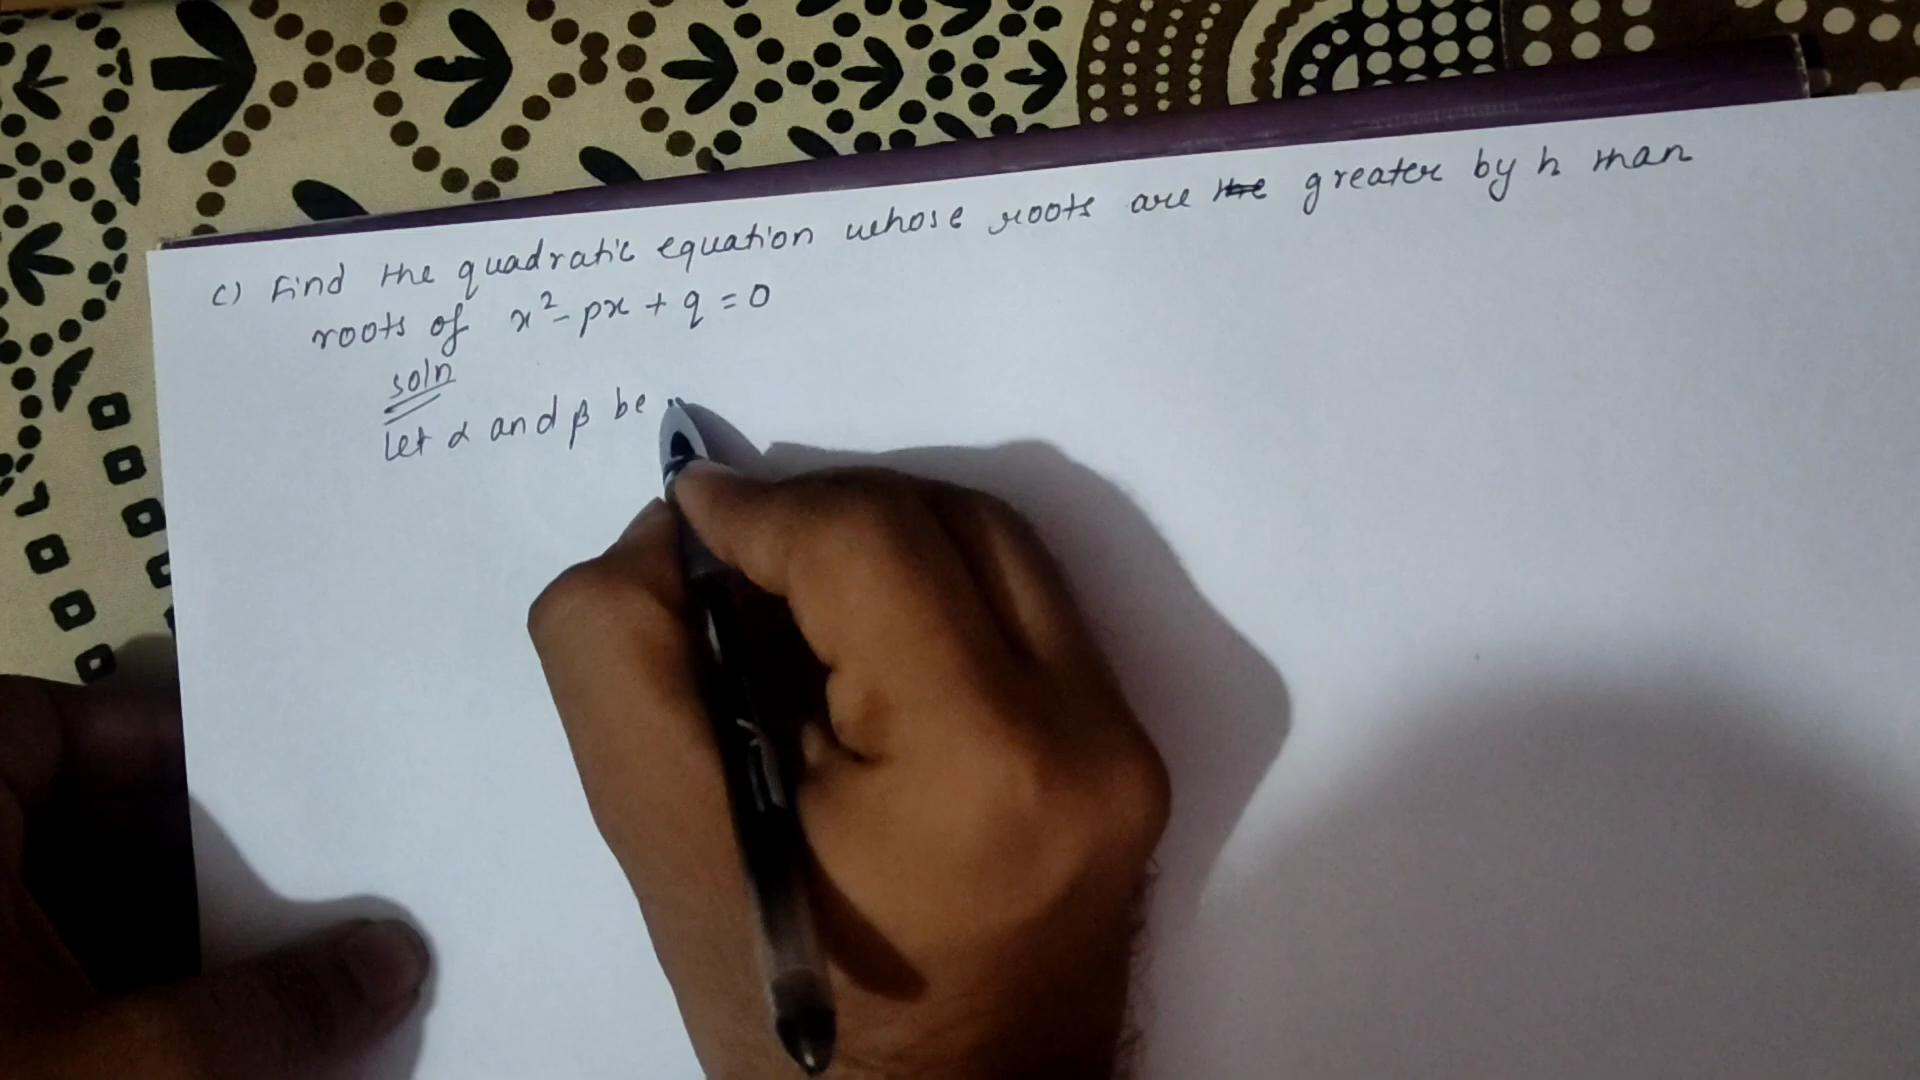 c) Find the quadratic equation whose roots are the greater by h than
roots of x² - px + q = 0
soln
Let α and β be